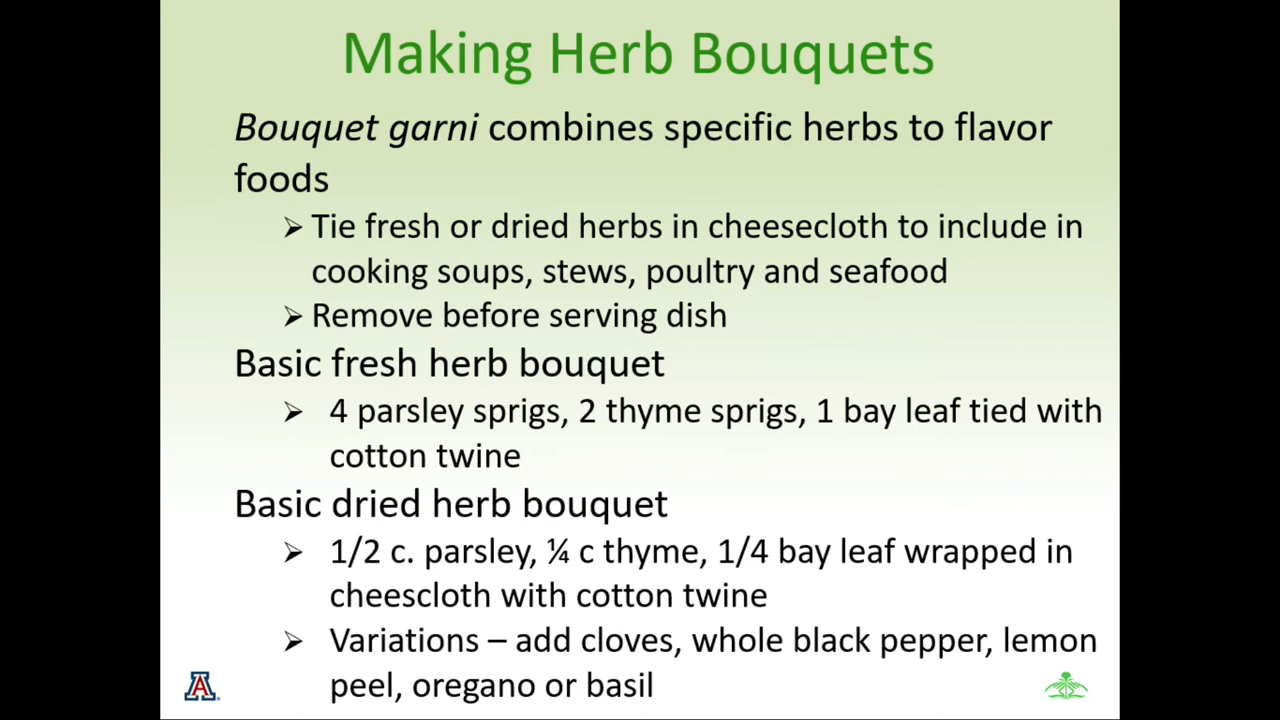 Making Herb Bouquets
Bouquet garni combines specific herbs to flavor
foods
➢ Tie fresh or dried herbs in cheesecloth to include in
cooking soups, stews, poultry and seafood
➢ Remove before serving dish
Basic fresh herb bouquet
➢ 4 parsley sprigs, 2 thyme sprigs, 1 bay leaf tied with
cotton twine
Basic dried herb bouquet
➢ 1/2 c. parsley, ¼ c thyme, 1/4 bay leaf wrapped in
cheescloth with cotton twine
➢ Variations – add cloves, whole black pepper, lemon
peel, oregano or basil
A